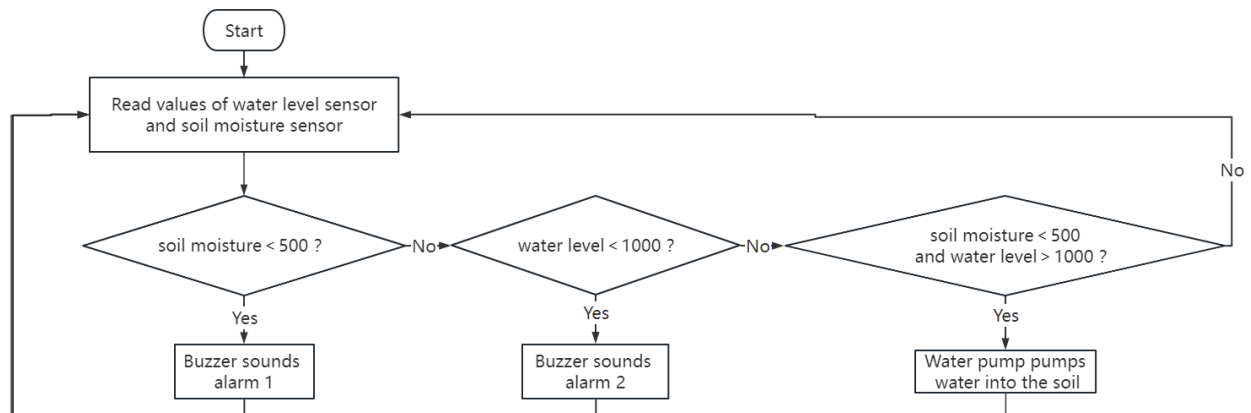 Start
Read values of water level sensor
and soil moisture sensor
No
soil moisture < 500 ?
No
water level < 1000 ?
No
soil moisture < 500
and water level > 1000 ?
Yes
Yes
Yes
Buzzer sounds
alarm 1
Buzzer sounds
alarm 2
Water pump pumps
water into the soil